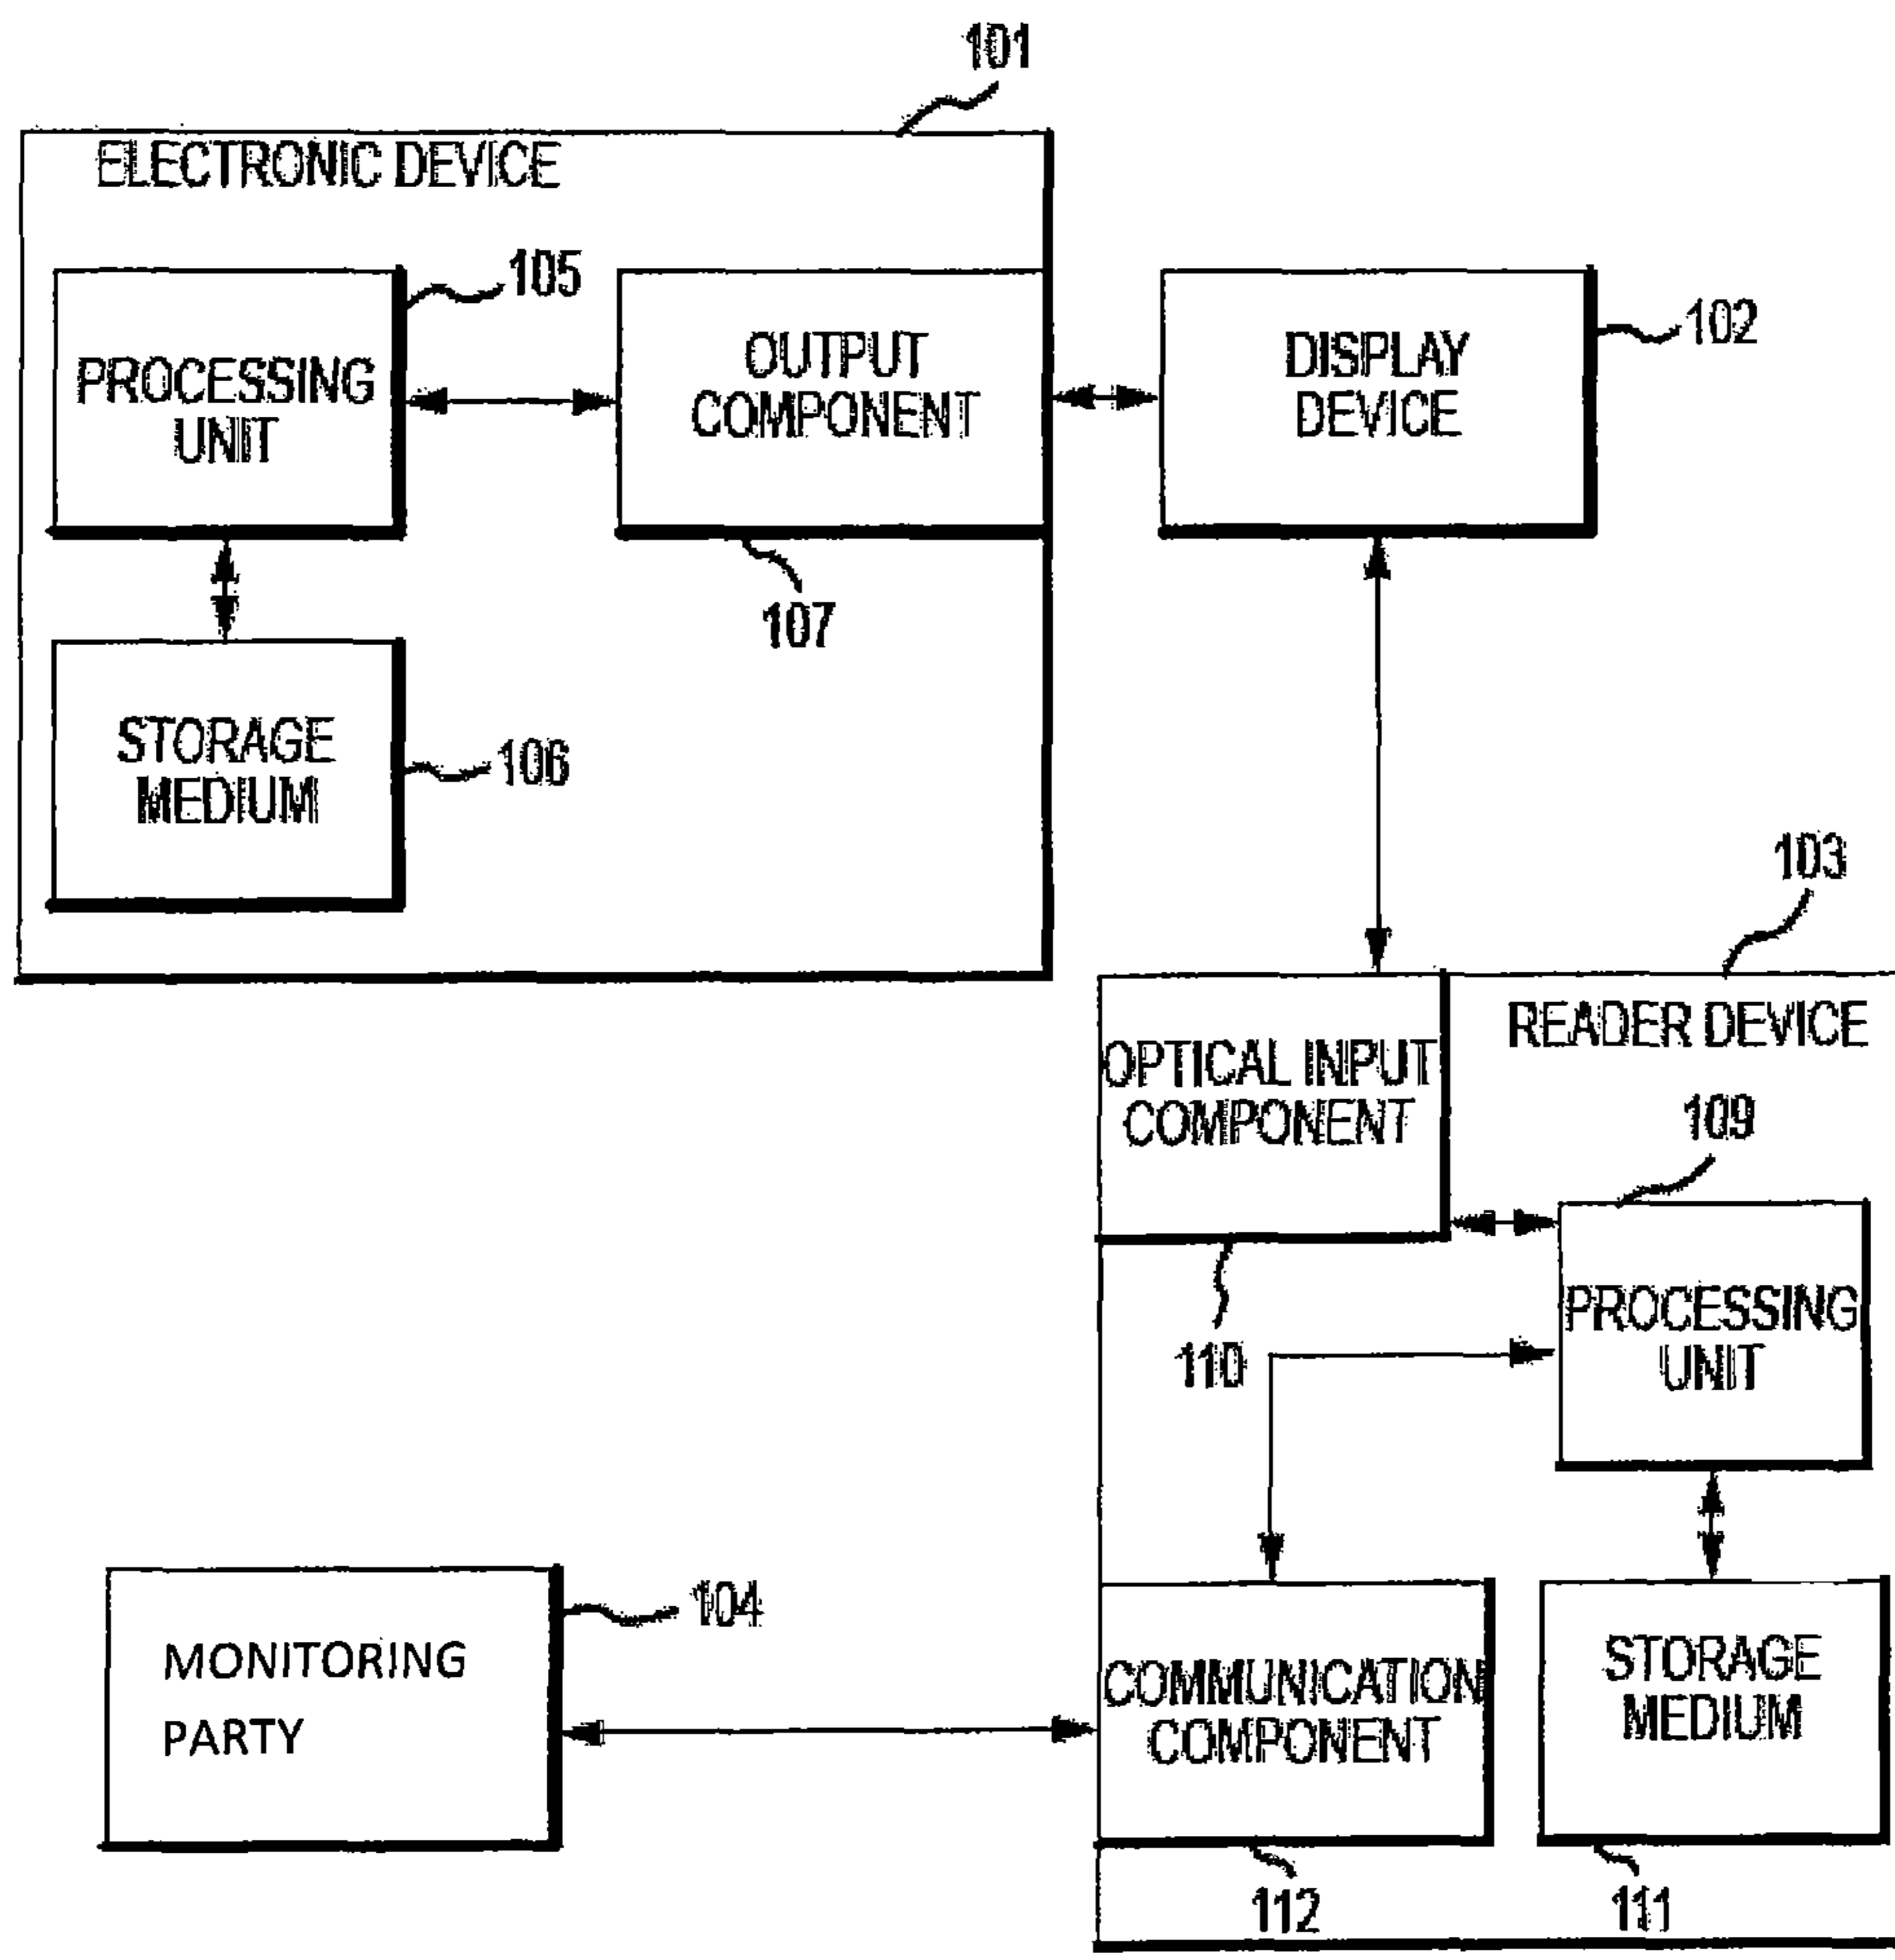 101
ELECTRONIC DEVICE
105
PROCESSING
UNIT
OUTPUT
COMPONENT
107
DISPLAY
DEVICE
102
STORAGE
MEDIUM
106
103
READER DEVICE
OPTICAL INPUT
COMPONENT
110
109
PROCESSING
UNIT
MONITORING
PARTY
104
COMMUNICATION
COMPONENT
112
STORAGE
MEDIUM
111